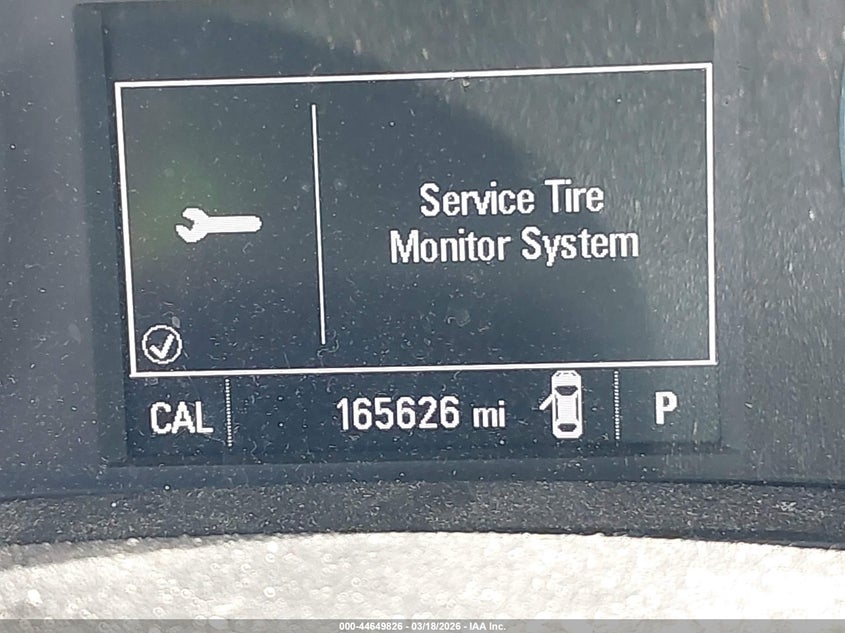 Service Tire
Monitor System
CAL 165626 mi P
000-44649826 - 03/18/2026 - IAA Inc.